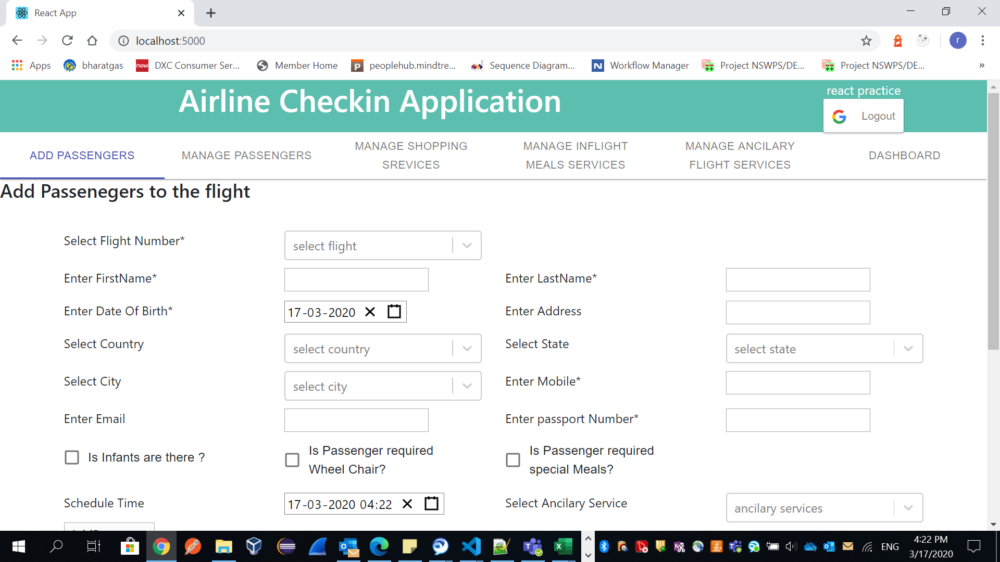 React App
localhost:5000
r
Apps
bharatgas
now
DXC Consumer Ser...
Member Home
P
peoplehub.mindtre...
Sequence Diagram...
N
Workflow Manager
Project NSWPS/DE...
Project NSWPS/DE...
»
Airline Checkin Application
react practice
Logout
ADD PASSENGERS
MANAGE PASSENGERS
MANAGE SHOPPING
SREVICES
MANAGE INFLIGHT
MEALS SERVICES
MANAGE ANCILARY
FLIGHT SERVICES
DASHBOARD
Add Passenegers to the flight
Select Flight Number*
select flight
Enter FirstName*
Enter LastName*
Enter Date Of Birth*
17-03-2020
Enter Address
Select Country
select country
Select State
select state
Select City
select city
Enter Mobile*
Enter Email
Enter passport Number*
Is Infants are there ?
Is Passenger required
Wheel Chair?
Is Passenger required
special Meals?
Schedule Time
17-03-2020 04:22
Select Ancilary Service
ancilary services
ENG
4:22 PM
3/17/2020